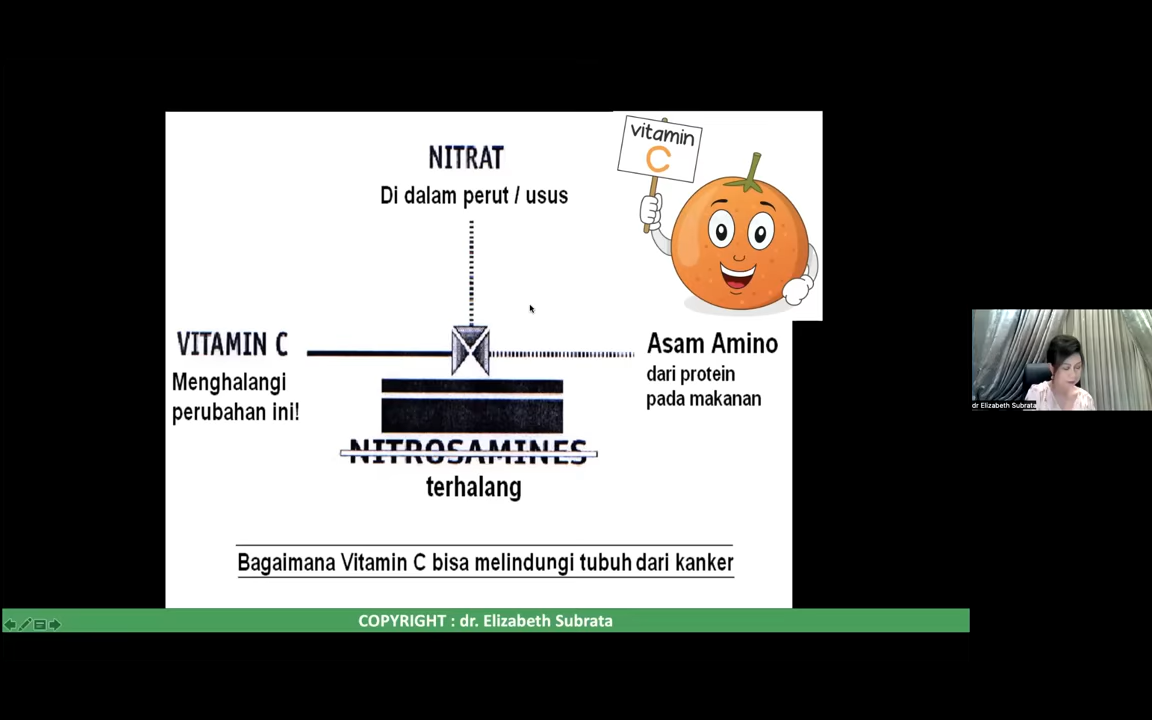 vitamin
C
NITRAT
Di dalam perut / usus
VITAMIN C
Menghalangi
perubahan ini!
Asam Amino
dari protein
pada makanan
NITROSAMINES
terhalang
Bagaimana Vitamin C bisa melindungi tubuh dari kanker
COPYRIGHT : dr. Elizabeth Subrata
dr Elizabeth Subrata